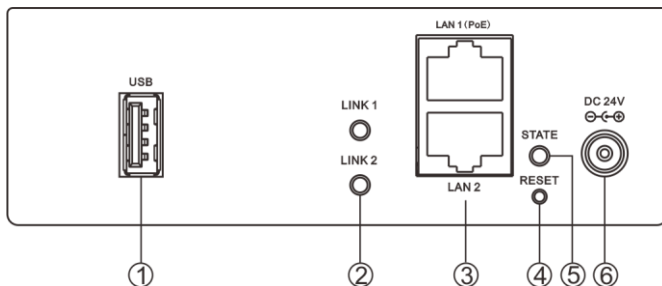 LAN 1 (PoE)
USB
DC 24V
LINK 1
STATE
LINK 2
RESET
LAN 2
① ② ③ ④ ⑤ ⑥